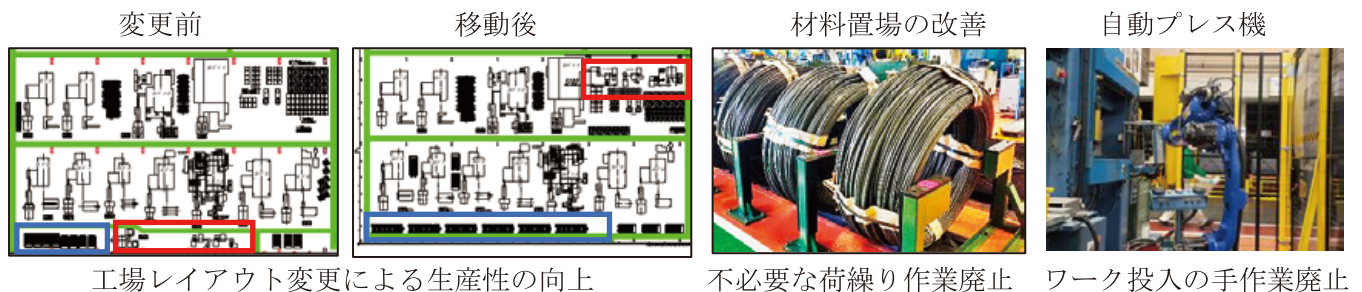 変更前
移動後
材料置場の改善
自動プレス機
工場レイアウト変更による生産性の向上
不必要な荷繰り作業廃止
ワーク投入の手作業廃止